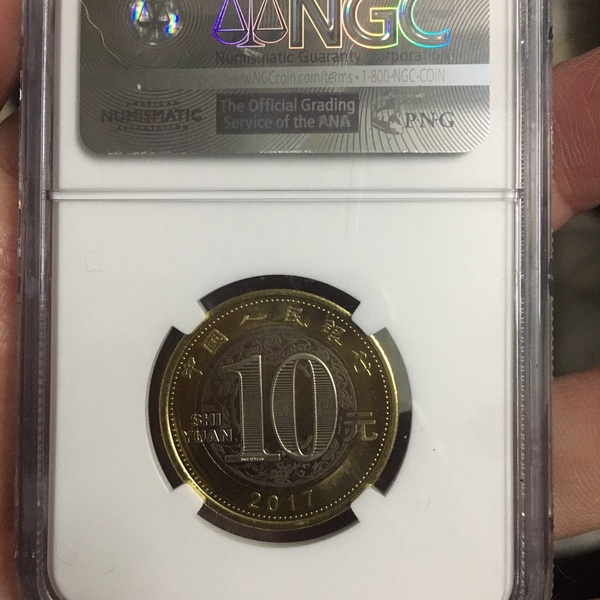 NGC
Numismatic Guaranty Corporation
www.NGCcoin.com/terms • 1-800-NGC-COIN
NUMISMATIC
The Official Grading
Service of the ANA
PNG
中国人民银行
10
SHI
YUAN
元
2017